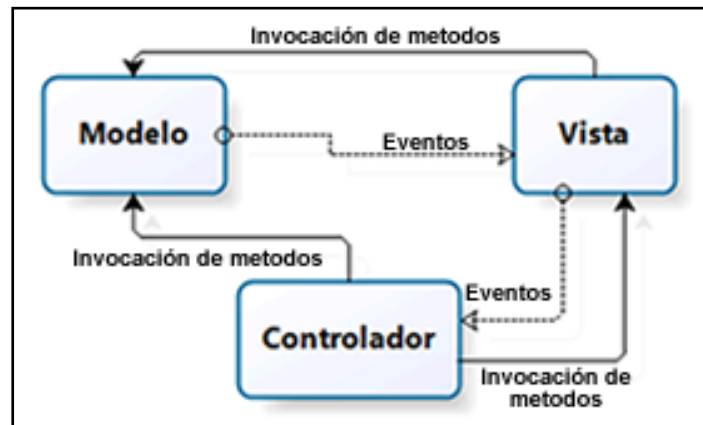 Invocación de metodos
Modelo
Vista
Eventos
Invocación de metodos
Eventos
Controlador
Invocación de
metodos